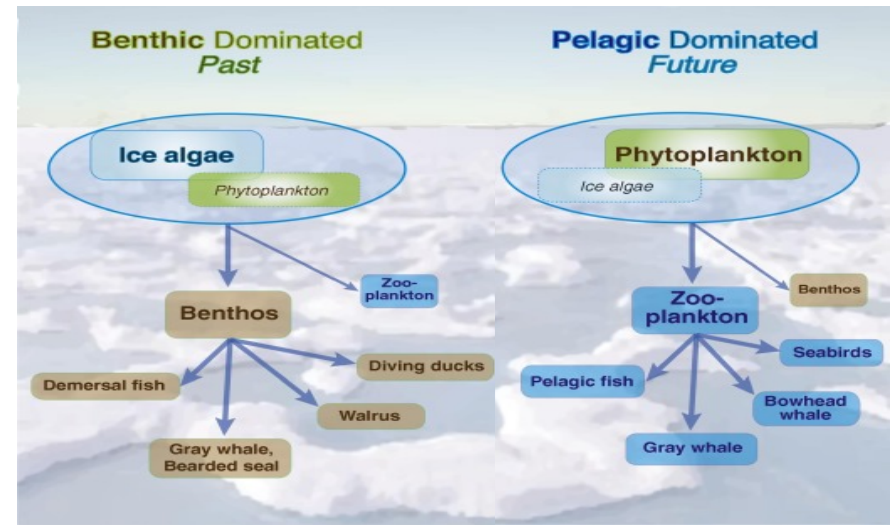 Benthic Dominated
Past
Ice algae
Phytoplankton
Zoo-
plankton
Benthos
Diving ducks
Demersal fish
Walrus
Gray whale,
Bearded seal
Pelagic Dominated
Future
Phytoplankton
Ice algae
Benthos
Zoo-
plankton
Seabirds
Pelagic fish
Bowhead
whale
Gray whale